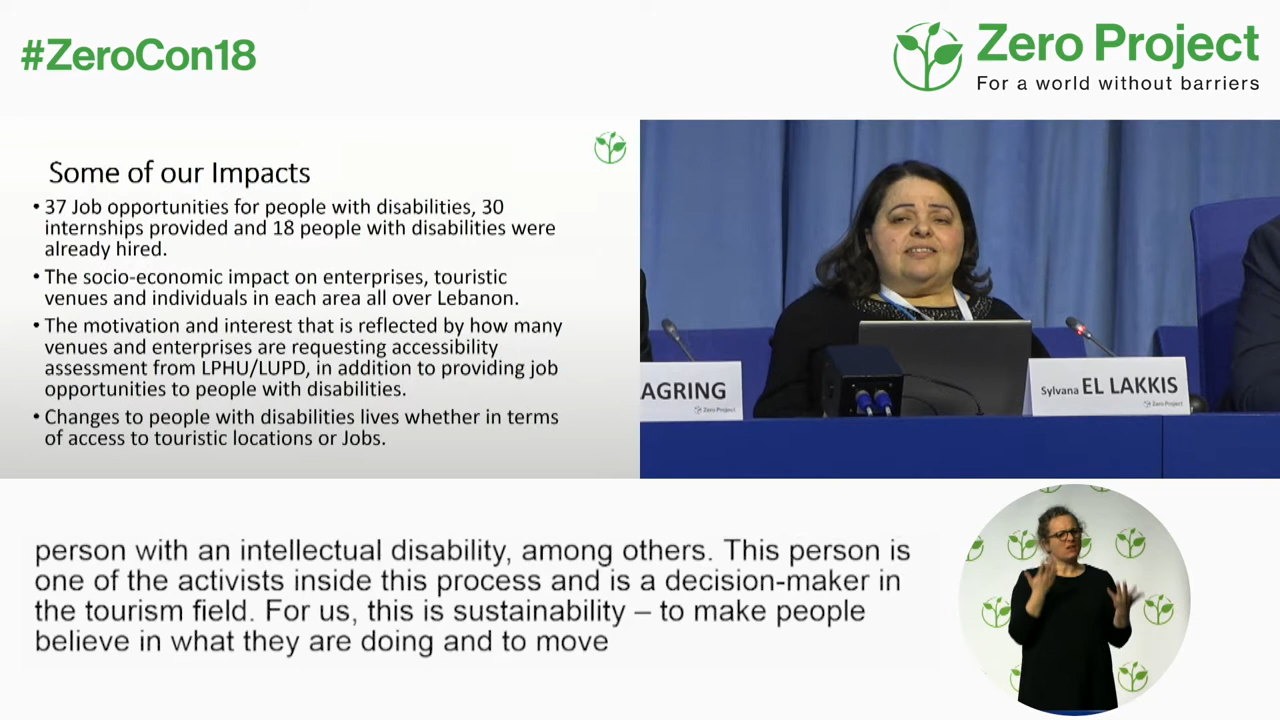 #ZeroCon18
Zero Project
For a world without barriers
Some of our Impacts
• 37 Job opportunities for people with disabilities, 30
internships provided and 18 people with disabilities were
already hired.
• The socio-economic impact on enterprises, touristic
venues and individuals in each area all over Lebanon.
• The motivation and interest that is reflected by how many
venues and enterprises are requesting accessibility
assessment from LPHU/LUPD, in addition to providing job
opportunities to people with disabilities.
• Changes to people with disabilities lives whether in terms
of access to touristic locations or Jobs.
AGRING
Zero Project
Sylvana EL LAKKIS
Zero Project
person with an intellectual disability, among others. This person is
one of the activists inside this process and is a decision-maker in
the tourism field. For us, this is sustainability – to make people
believe in what they are doing and to move